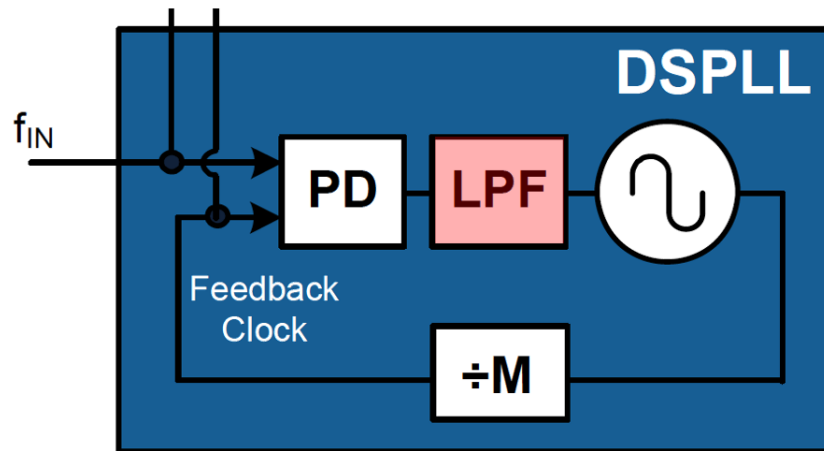 DSPLL
fIN
PD
LPF
Feedback
Clock
÷M